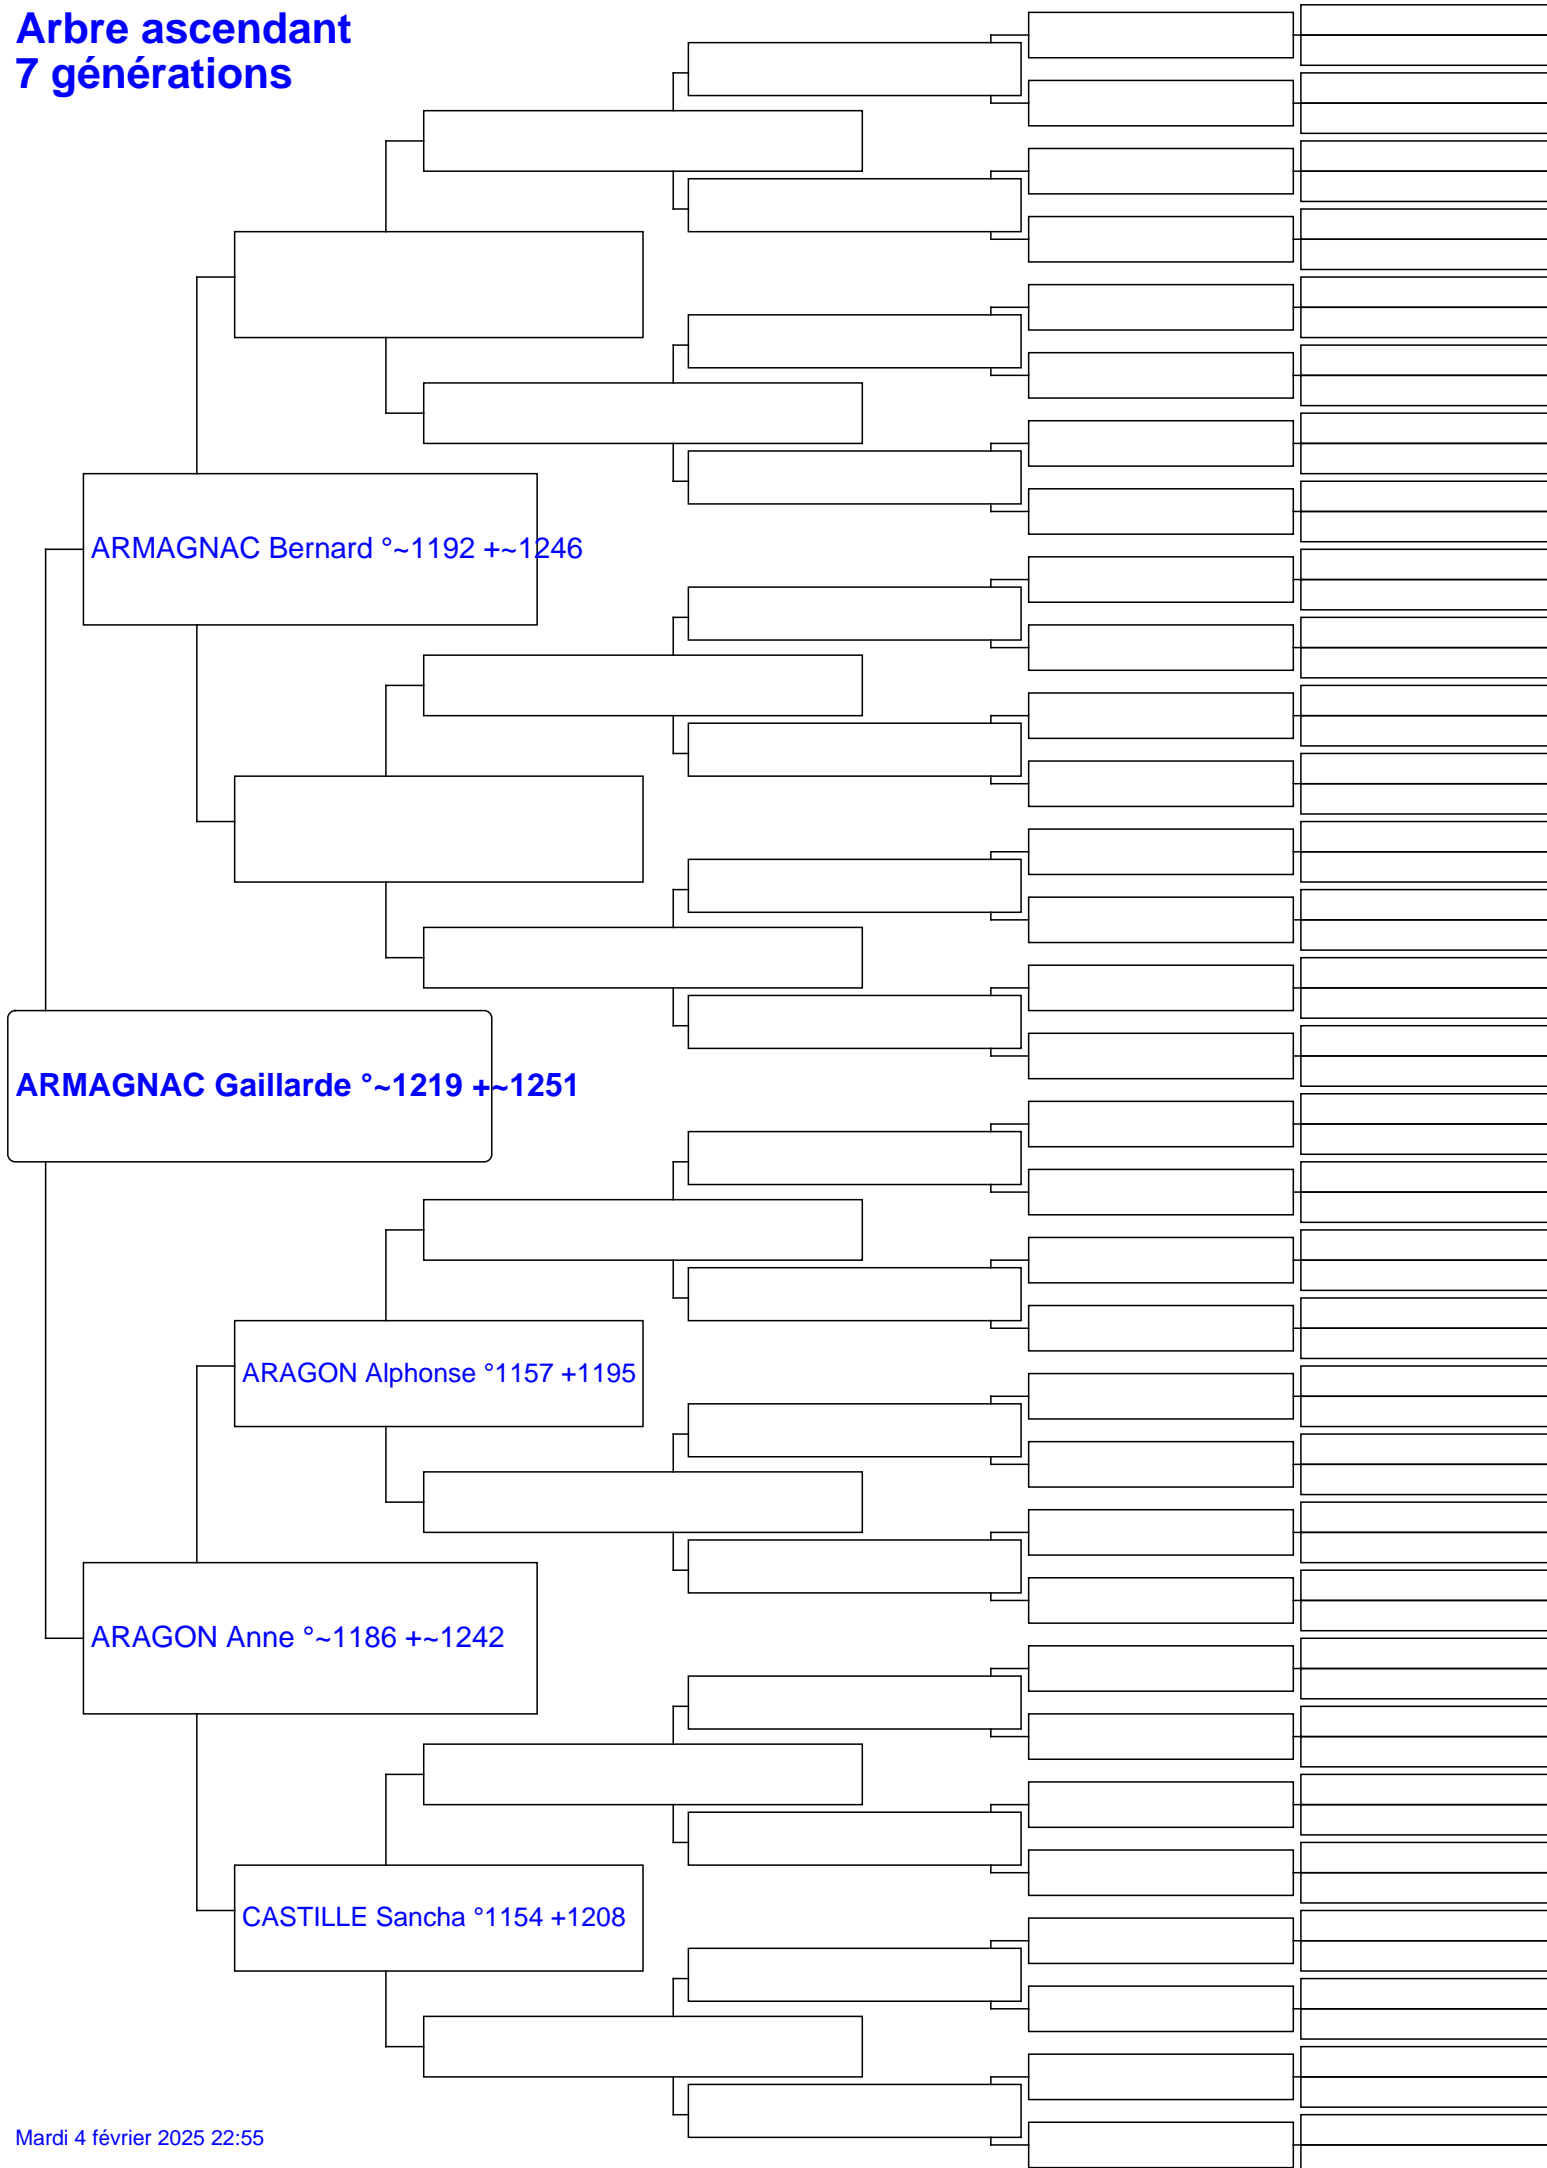 Arbre ascendant
7 générations
ARMAGNAC Bernard °~1192 +~1246
ARMAGNAC Gaillarde °~1219 +~1251
ARAGON Alphonse °1157 +1195
ARAGON Anne °~1186 +~1242
CASTILLE Sancha °1154 +1208
Mardi 4 février 2025 22:55